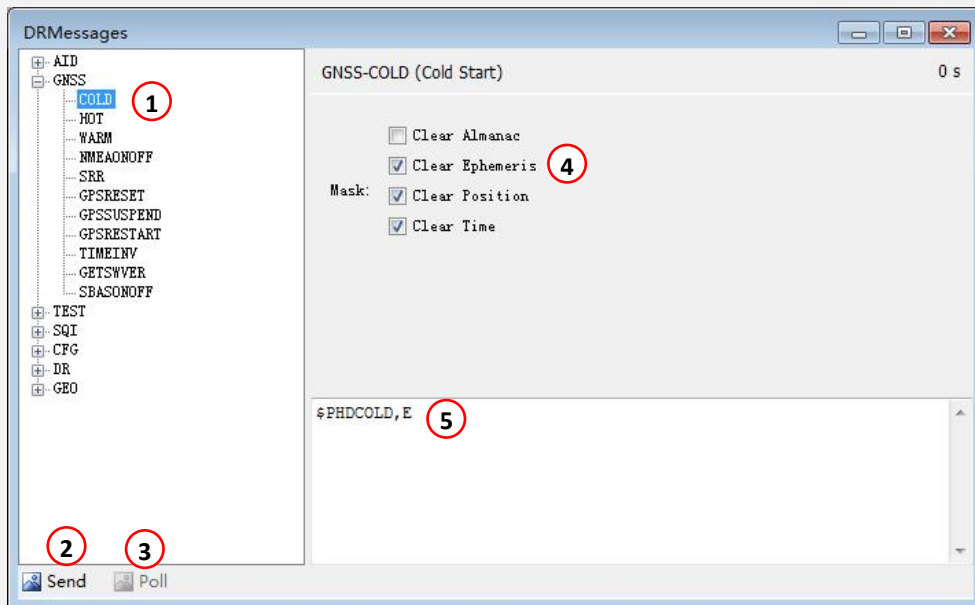 DRMessages
AID
GNSS
COLD
1
HOT
WARM
NMEAONOFF
SRR
GPSRESET
GPSSUSPEND
GPSRESTART
TIMEINV
GETSWVER
SBASONOFF
TEST
SQI
CFG
DR
GEO
2
3
Send
Poll
GNSS-COLD (Cold Start)
0 s
Mask:
Clear Almanac
Clear Ephemeris
4
Clear Position
Clear Time
$PHDCOLD,E
5